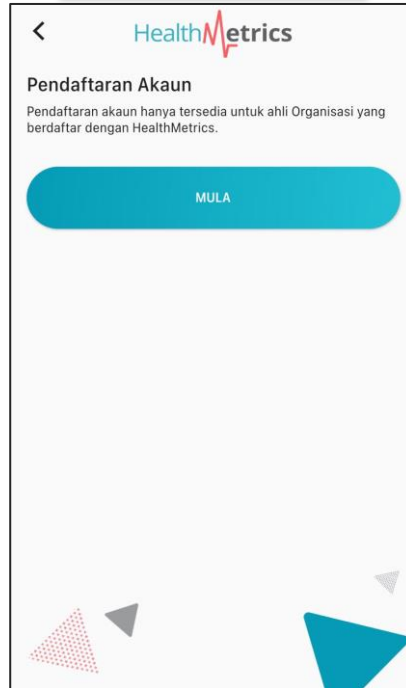 HealthMetrics
Pendaftaran Akaun
Pendaftaran akaun hanya tersedia untuk ahli Organisasi yang
berdaftar dengan HealthMetrics.
MULA